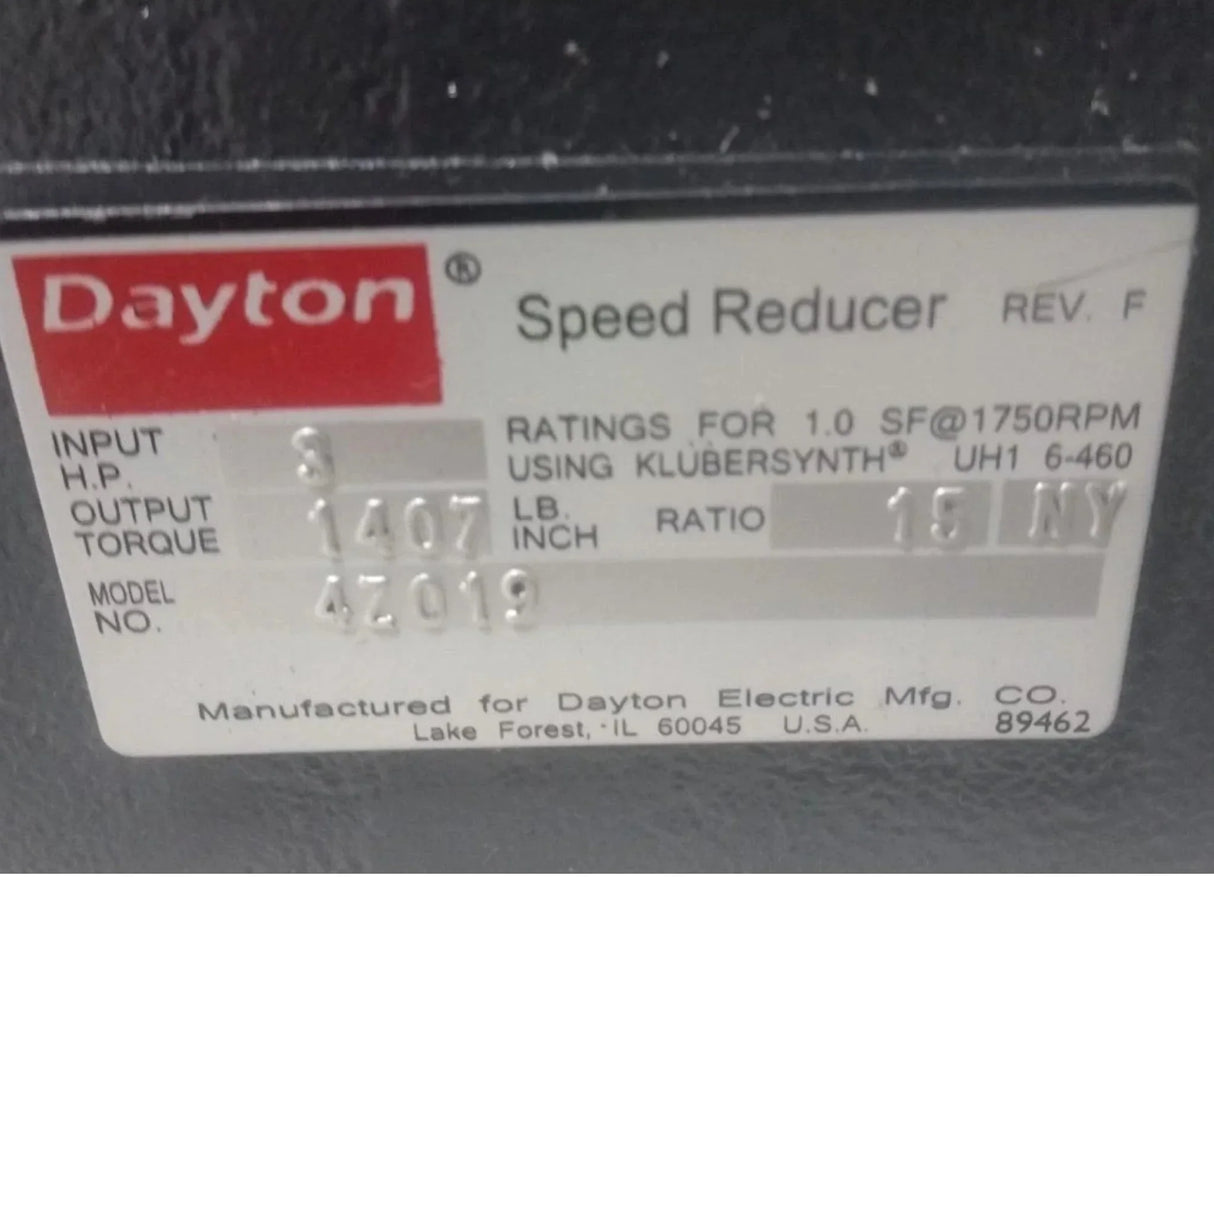 Dayton ® Speed Reducer REV. F
INPUT H.P. 3
RATINGS FOR 1.0 SF@1750RPM
USING KLÜBERSYNTH® UH1 6-460
OUTPUT TORQUE 1407 LB. INCH RATIO 15 NY
MODEL NO. 4Z019
Manufactured for Dayton Electric Mfg. CO.
Lake Forest, IL 60045 U.S.A. 89462